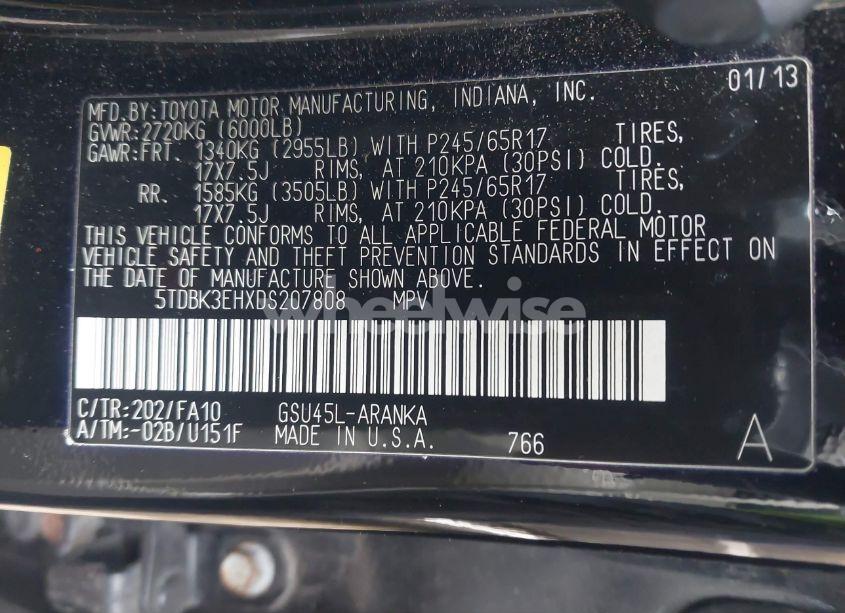 01/13
MFD.BY:TOYOTA MOTOR MANUFACTURING, INDIANA, INC.
GVWR:2720KG (6000LB)
GAWR:FRT. 1340KG (2955LB) WITH P245/65R17 TIRES,
17X7.5J RIMS, AT 210KPA (30PSI) COLD.
RR. 1585KG (3505LB) WITH P245/65R17 TIRES,
17X7.5J RIMS, AT 210KPA (30PSI) COLD.
THIS VEHICLE CONFORMS TO ALL APPLICABLE FEDERAL MOTOR
VEHICLE SAFETY AND THEFT PREVENTION STANDARDS IN EFFECT ON
THE DATE OF MANUFACTURE SHOWN ABOVE.
5TDBK3EHXDS207808 MPV
wheelwise
C/TR:202/FA10 GSU45L-ARANKA
A/TM:-02B/U151F MADE IN U.S.A. 766 A